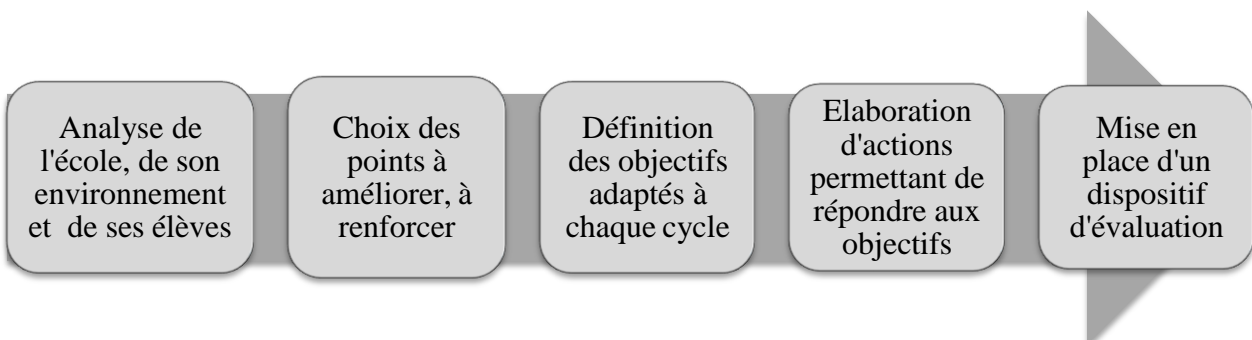 Analyse de
l'école, de son
environnement
et de ses élèves
Choix des
points à
améliorer, à
renforcer
Définition
des objectifs
adaptés à
chaque cycle
Elaboration
d'actions
permettant de
répondre aux
objectifs
Mise en
place d'un
dispositif
d'évaluation